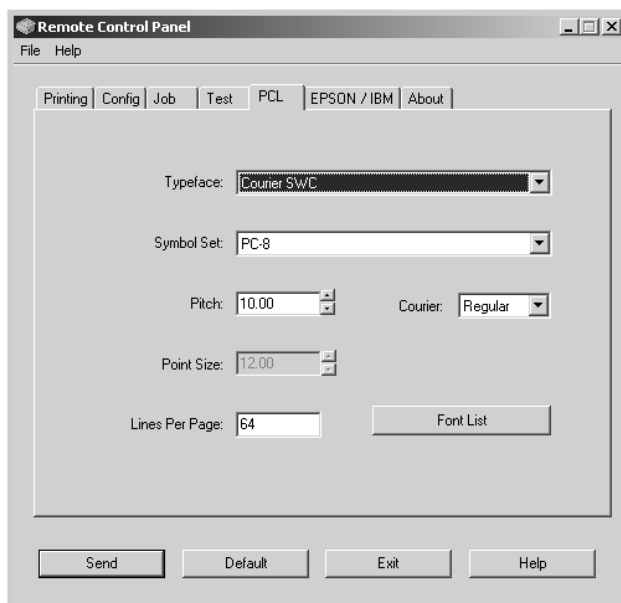 Remote Control Panel
File Help
Printing Config Job Test PCL EPSON / IBM About
Typeface: Courier SWC
Symbol Set: PC-8
Pitch: 10.00 Courier: Regular
Point Size: 12.00
Lines Per Page: 64 Font List
Send Default Exit Help